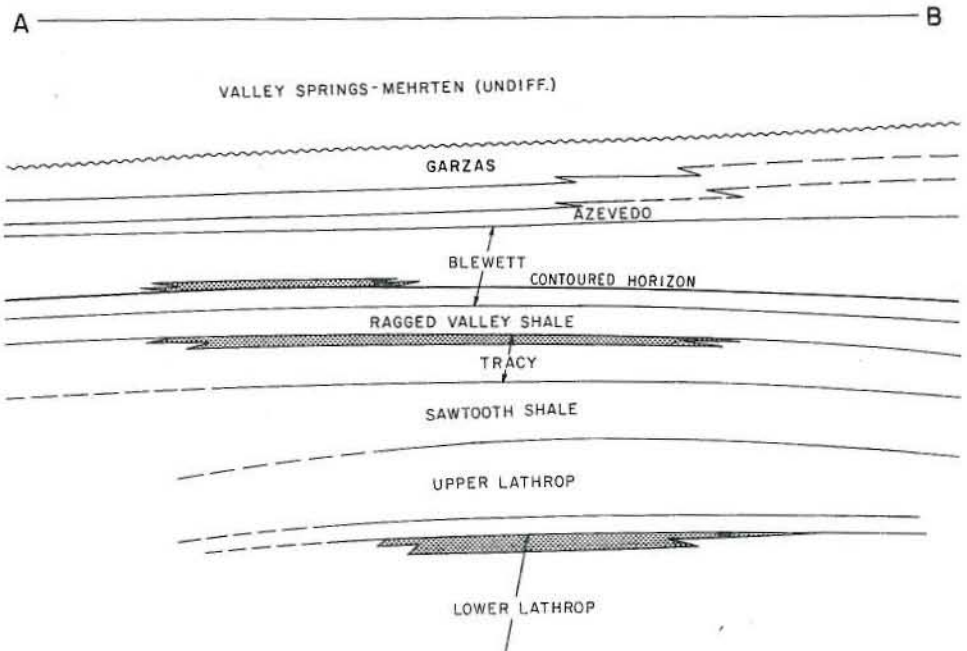 A B
VALLEY SPRINGS-MEHRTEN (UNDIFF.)
GARZAS
AZEVEDO
BLEWETT
CONTOURED HORIZON
RAGGED VALLEY SHALE
TRACY
SAWTOOTH SHALE
UPPER LATHROP
LOWER LATHROP